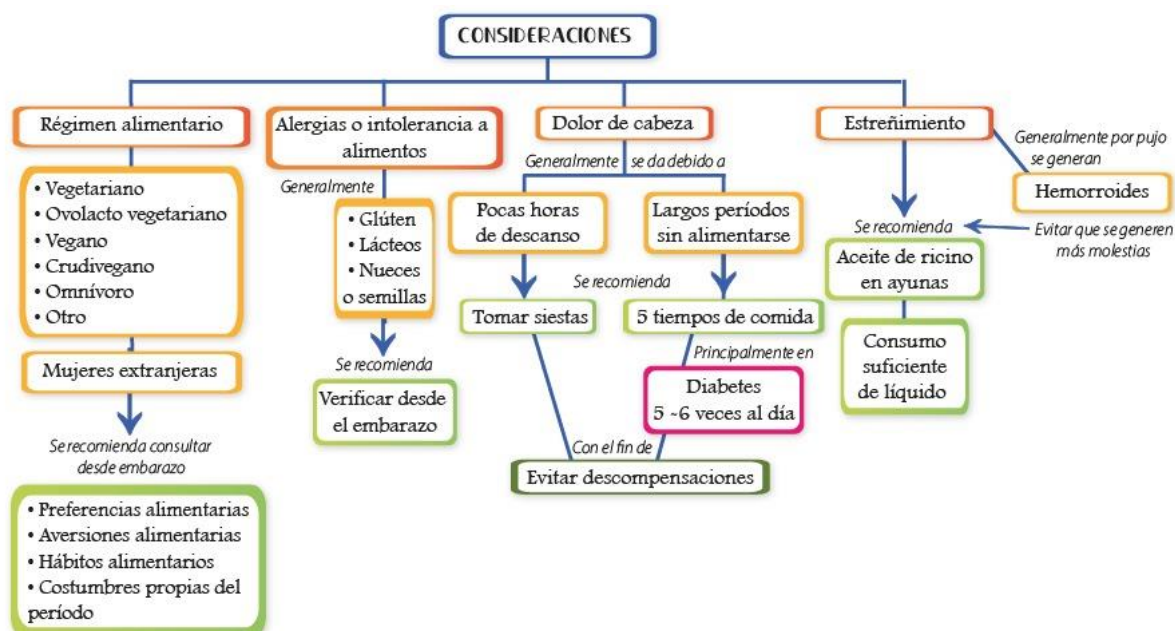 CONSIDERACIONES
Régimen alimentario
• Vegetariano
• Ovolacto vegetariano
• Vegano
• Crudivegano
• Omnívoro
• Otro
Mujeres extranjeras
Se recomienda consultar
desde embarazo
• Preferencias alimentarias
• Aversiones alimentarias
• Hábitos alimentarios
• Costumbres propias del
período
Alergias o intolerancia a
alimentos
Generalmente
• Glúten
• Lácteos
• Nueces
o semillas
Se recomienda
Verificar desde
el embarazo
Dolor de cabeza
Generalmente se da debido a
Pocas horas
de descanso
Largos períodos
sin alimentarse
Se recomienda
Tomar siestas
5 tiempos de comida
Principalmente en
Diabetes
5 -6 veces al día
Con el fin de
Evitar descompensaciones
Estreñimiento
Generalmente por pujo
se generan
Hemorroides
Se recomienda
Evitar que se generen
más molestias
Aceite de ricino
en ayunas
Consumo
suficiente
de líquido